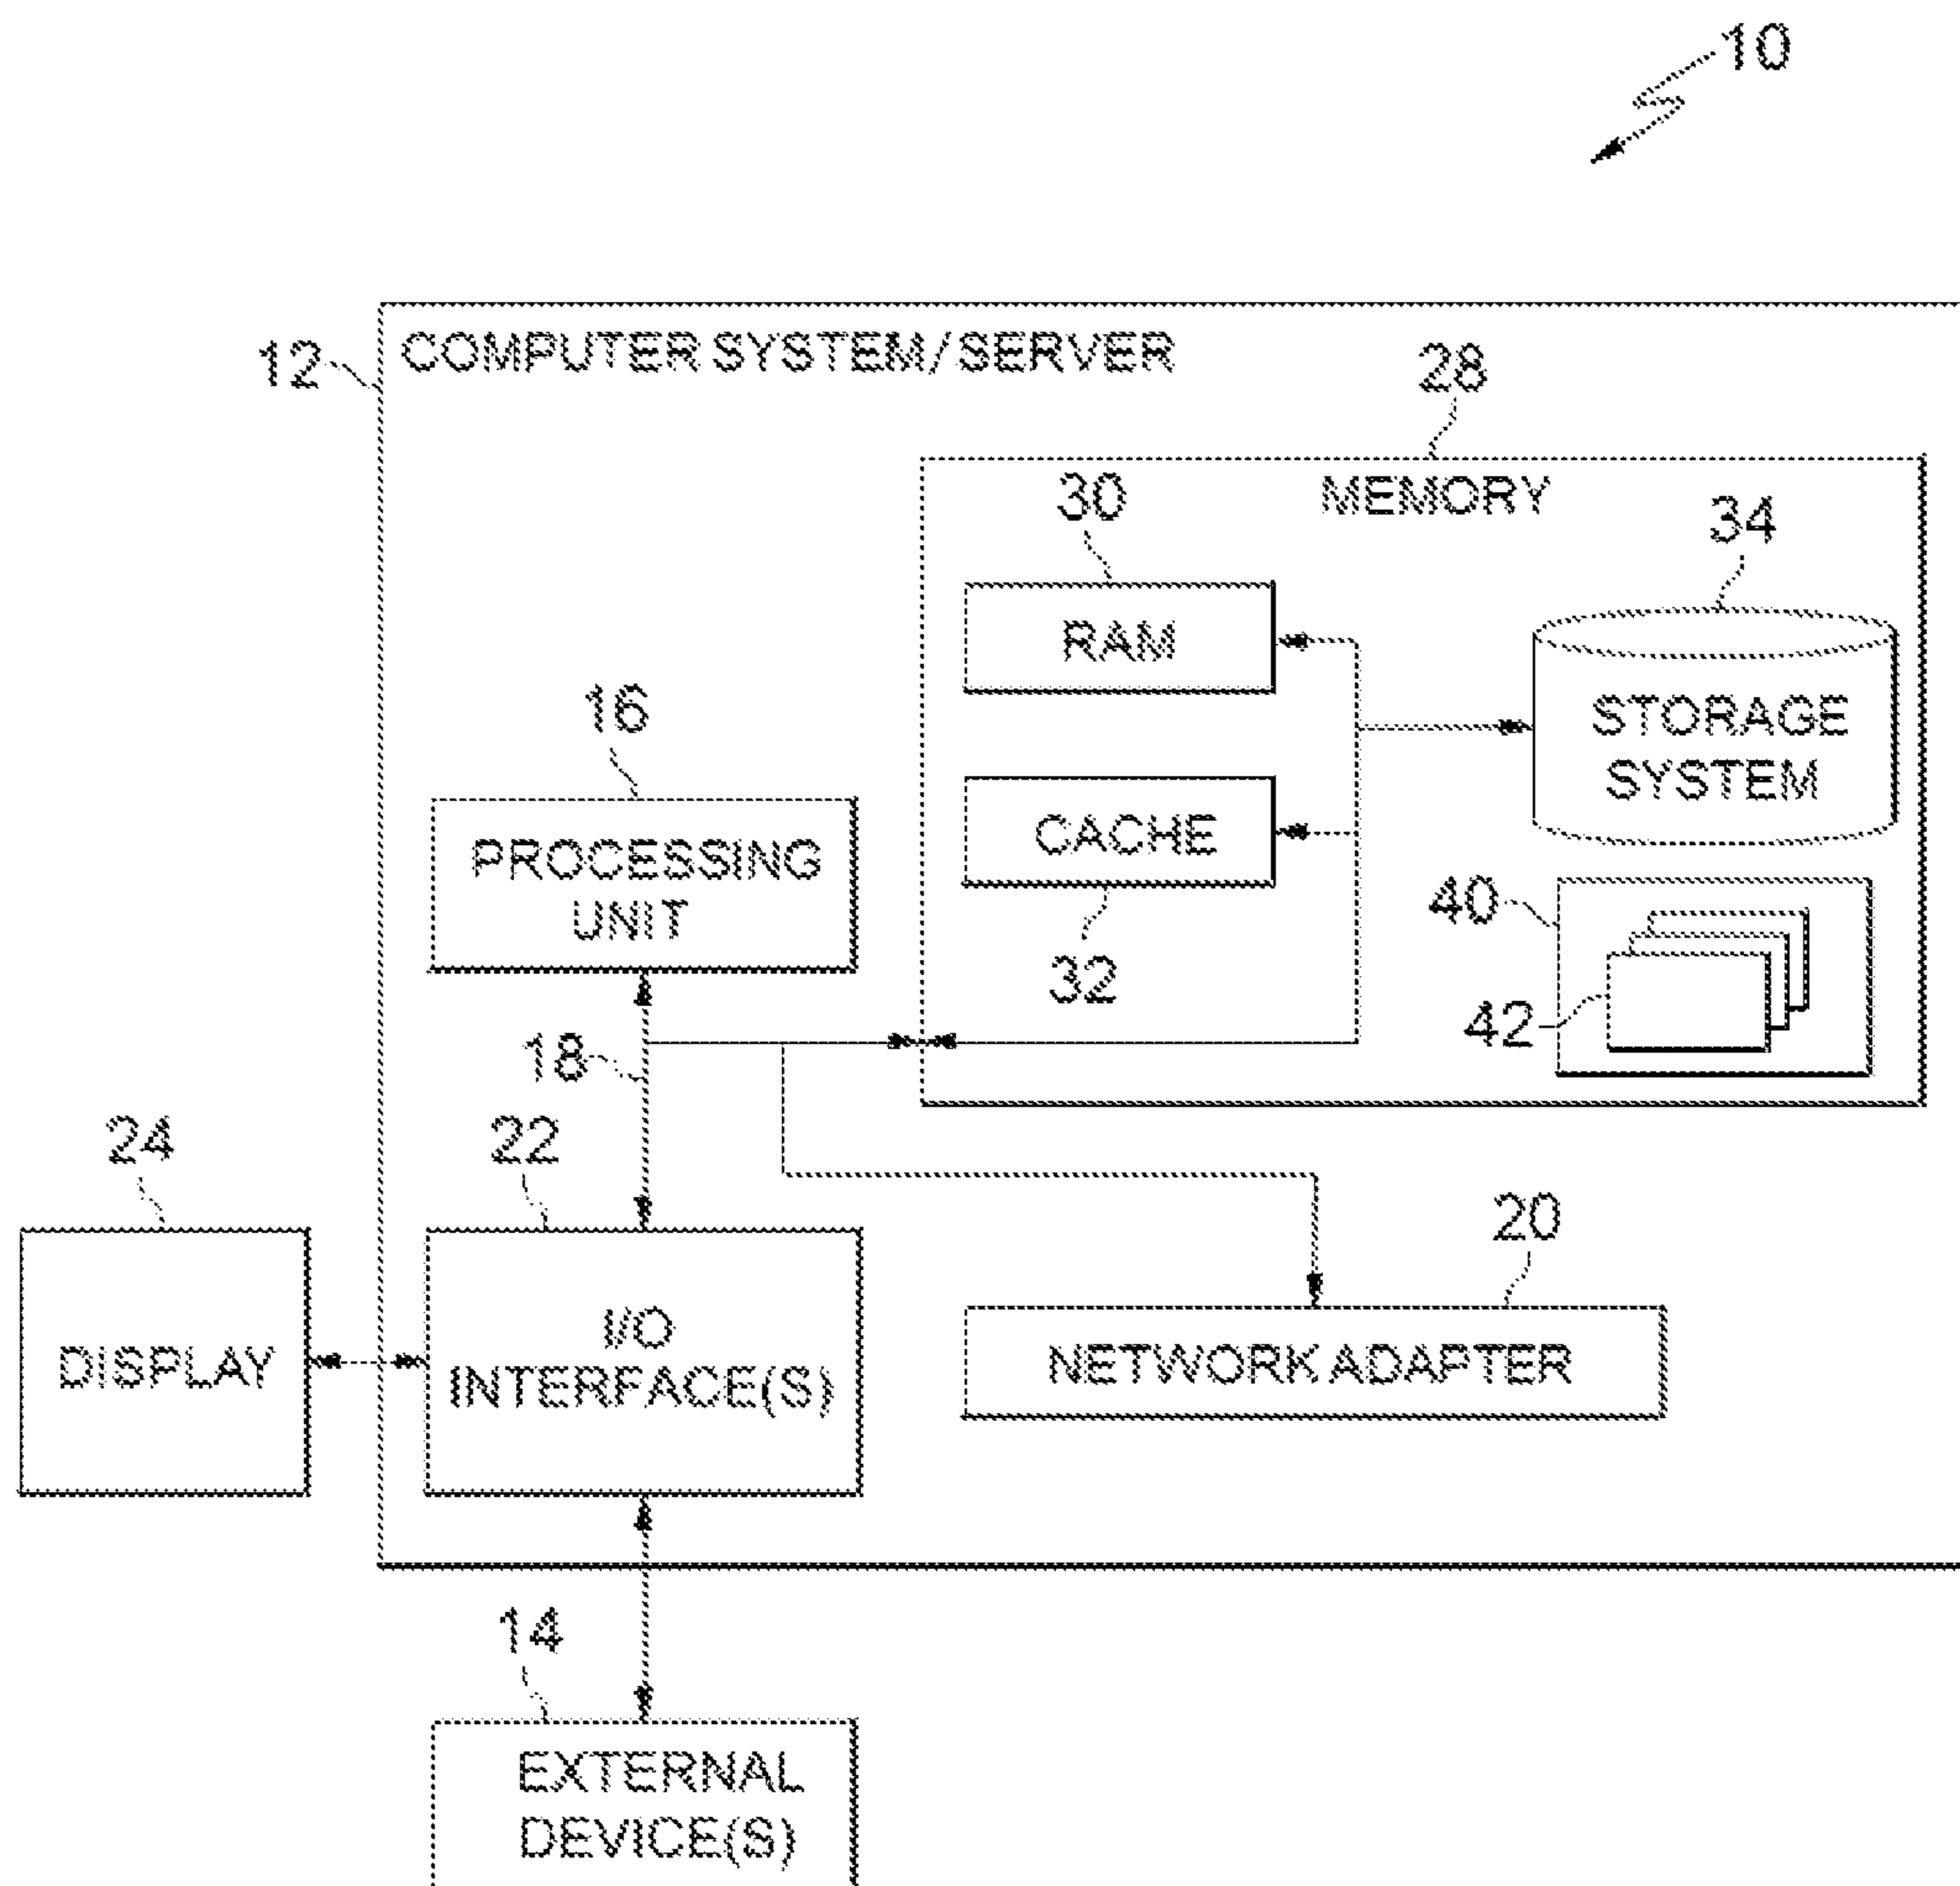 10
12
COMPUTER SYSTEM/SERVER
28
MEMORY
30
34
RAM
STORAGE
SYSTEM
16
CACHE
PROCESSING
UNIT
40
32
42
18
24
22
20
I/O
INTERFACE(S)
DISPLAY
NETWORK ADAPTER
14
EXTERNAL
DEVICE(S)